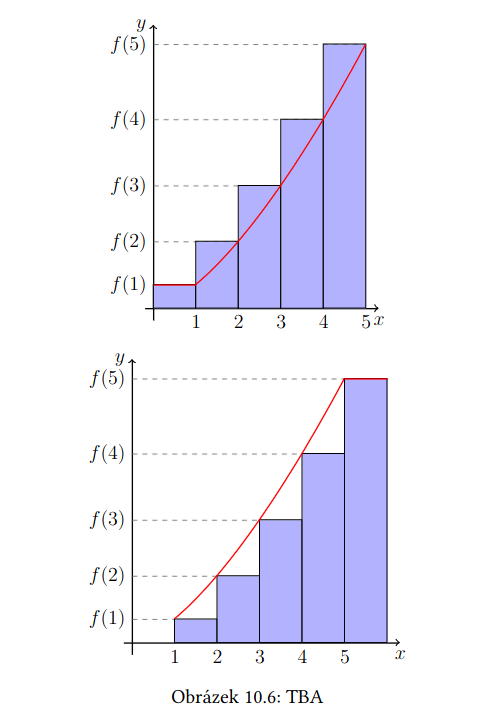 y
f(5)
f(4)
f(3)
f(2)
f(1)
1 2 3 4 5 x
y
f(5)
f(4)
f(3)
f(2)
f(1)
1 2 3 4 5 x
Obrázek 10.6: TBA